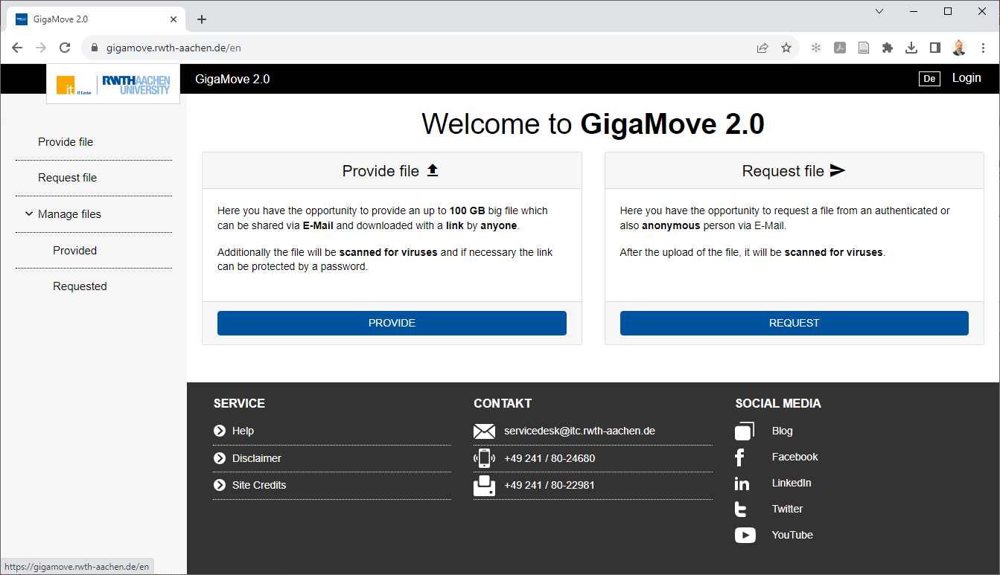 GigaMove 2.0
gigamove.rwth-aachen.de/en
it IT Center
RWTHAACHEN
UNIVERSITY
GigaMove 2.0
De
Login
Provide file
Request file
Manage files
Provided
Requested
Welcome to GigaMove 2.0
Provide file
Here you have the opportunity to provide an up to 100 GB big file which
can be shared via E-Mail and downloaded with a link by anyone.
Additionally the file will be scanned for viruses and if necessary the link
can be protected by a password.
PROVIDE
Request file
Here you have the opportunity to request a file from an authenticated or
also anonymous person via E-Mail.
After the upload of the file, it will be scanned for viruses.
REQUEST
SERVICE
Help
Disclaimer
Site Credits
CONTAKT
servicedesk@itc.rwth-aachen.de
+49 241 / 80-24680
+49 241 / 80-22981
SOCIAL MEDIA
Blog
Facebook
LinkedIn
Twitter
YouTube
https://gigamove.rwth-aachen.de/en